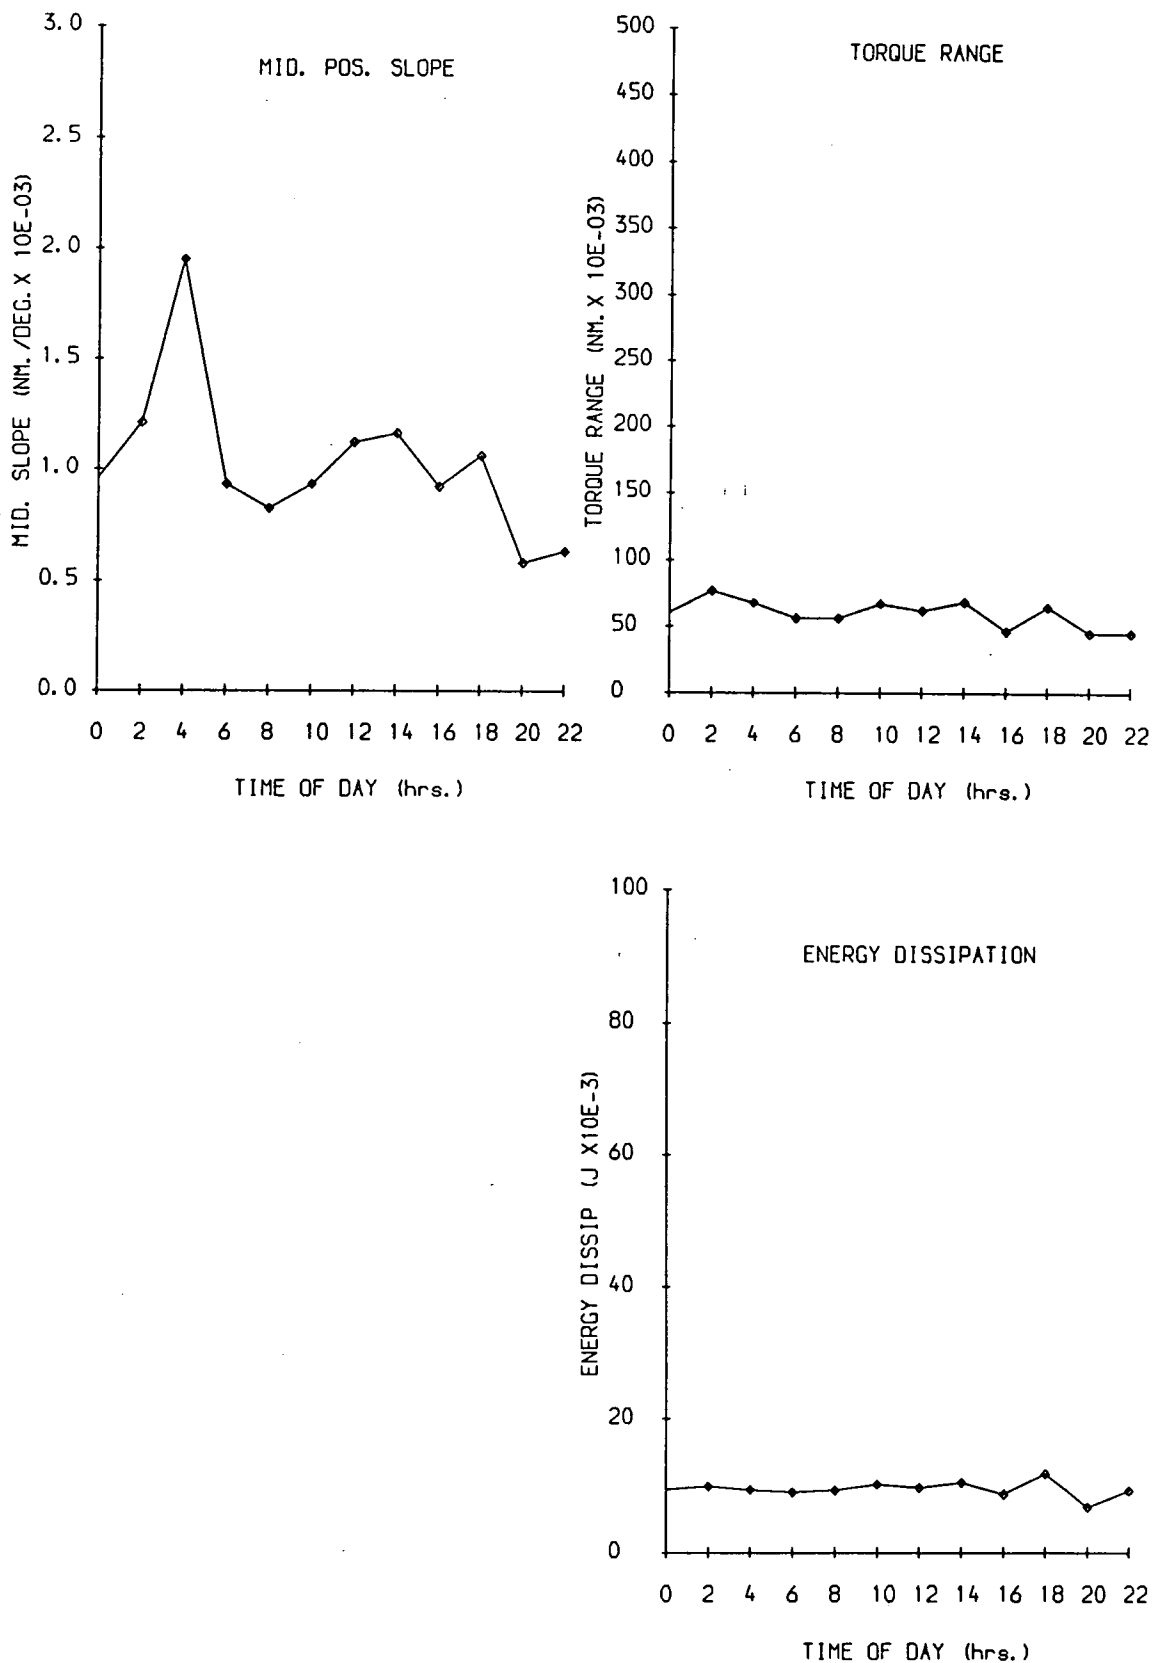 MID. POS. SLOPE
MID. SLOPE (NM./DEG. X 10E-03)
3.0
2.5
2.0
1.5
1.0
0.5
0.0
0 2 4 6 8 10 12 14 16 18 20 22
TIME OF DAY (hrs.)
TORQUE RANGE
TORQUE RANGE (NM. X 10E-03)
500
450
400
350
300
250
200
150
100
50
0
0 2 4 6 8 10 12 14 16 18 20 22
TIME OF DAY (hrs.)
ENERGY DISSIPATION
ENERGY DISSIP (J X10E-3)
100
80
60
40
20
0
0 2 4 6 8 10 12 14 16 18 20 22
TIME OF DAY (hrs.)